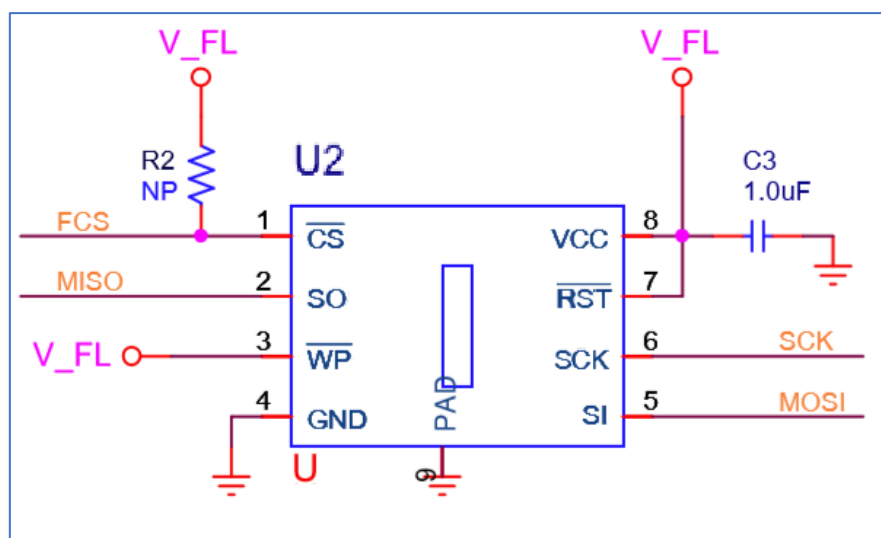 V_FL
V_FL
R2
NP
U2
C3
1.0uF
FCS
1
CS
VCC
8
MISO
2
SO
RST
7
V_FL
3
WP
SCK
6
SCK
4
GND
PAD
SI
5
MOSI
U
9